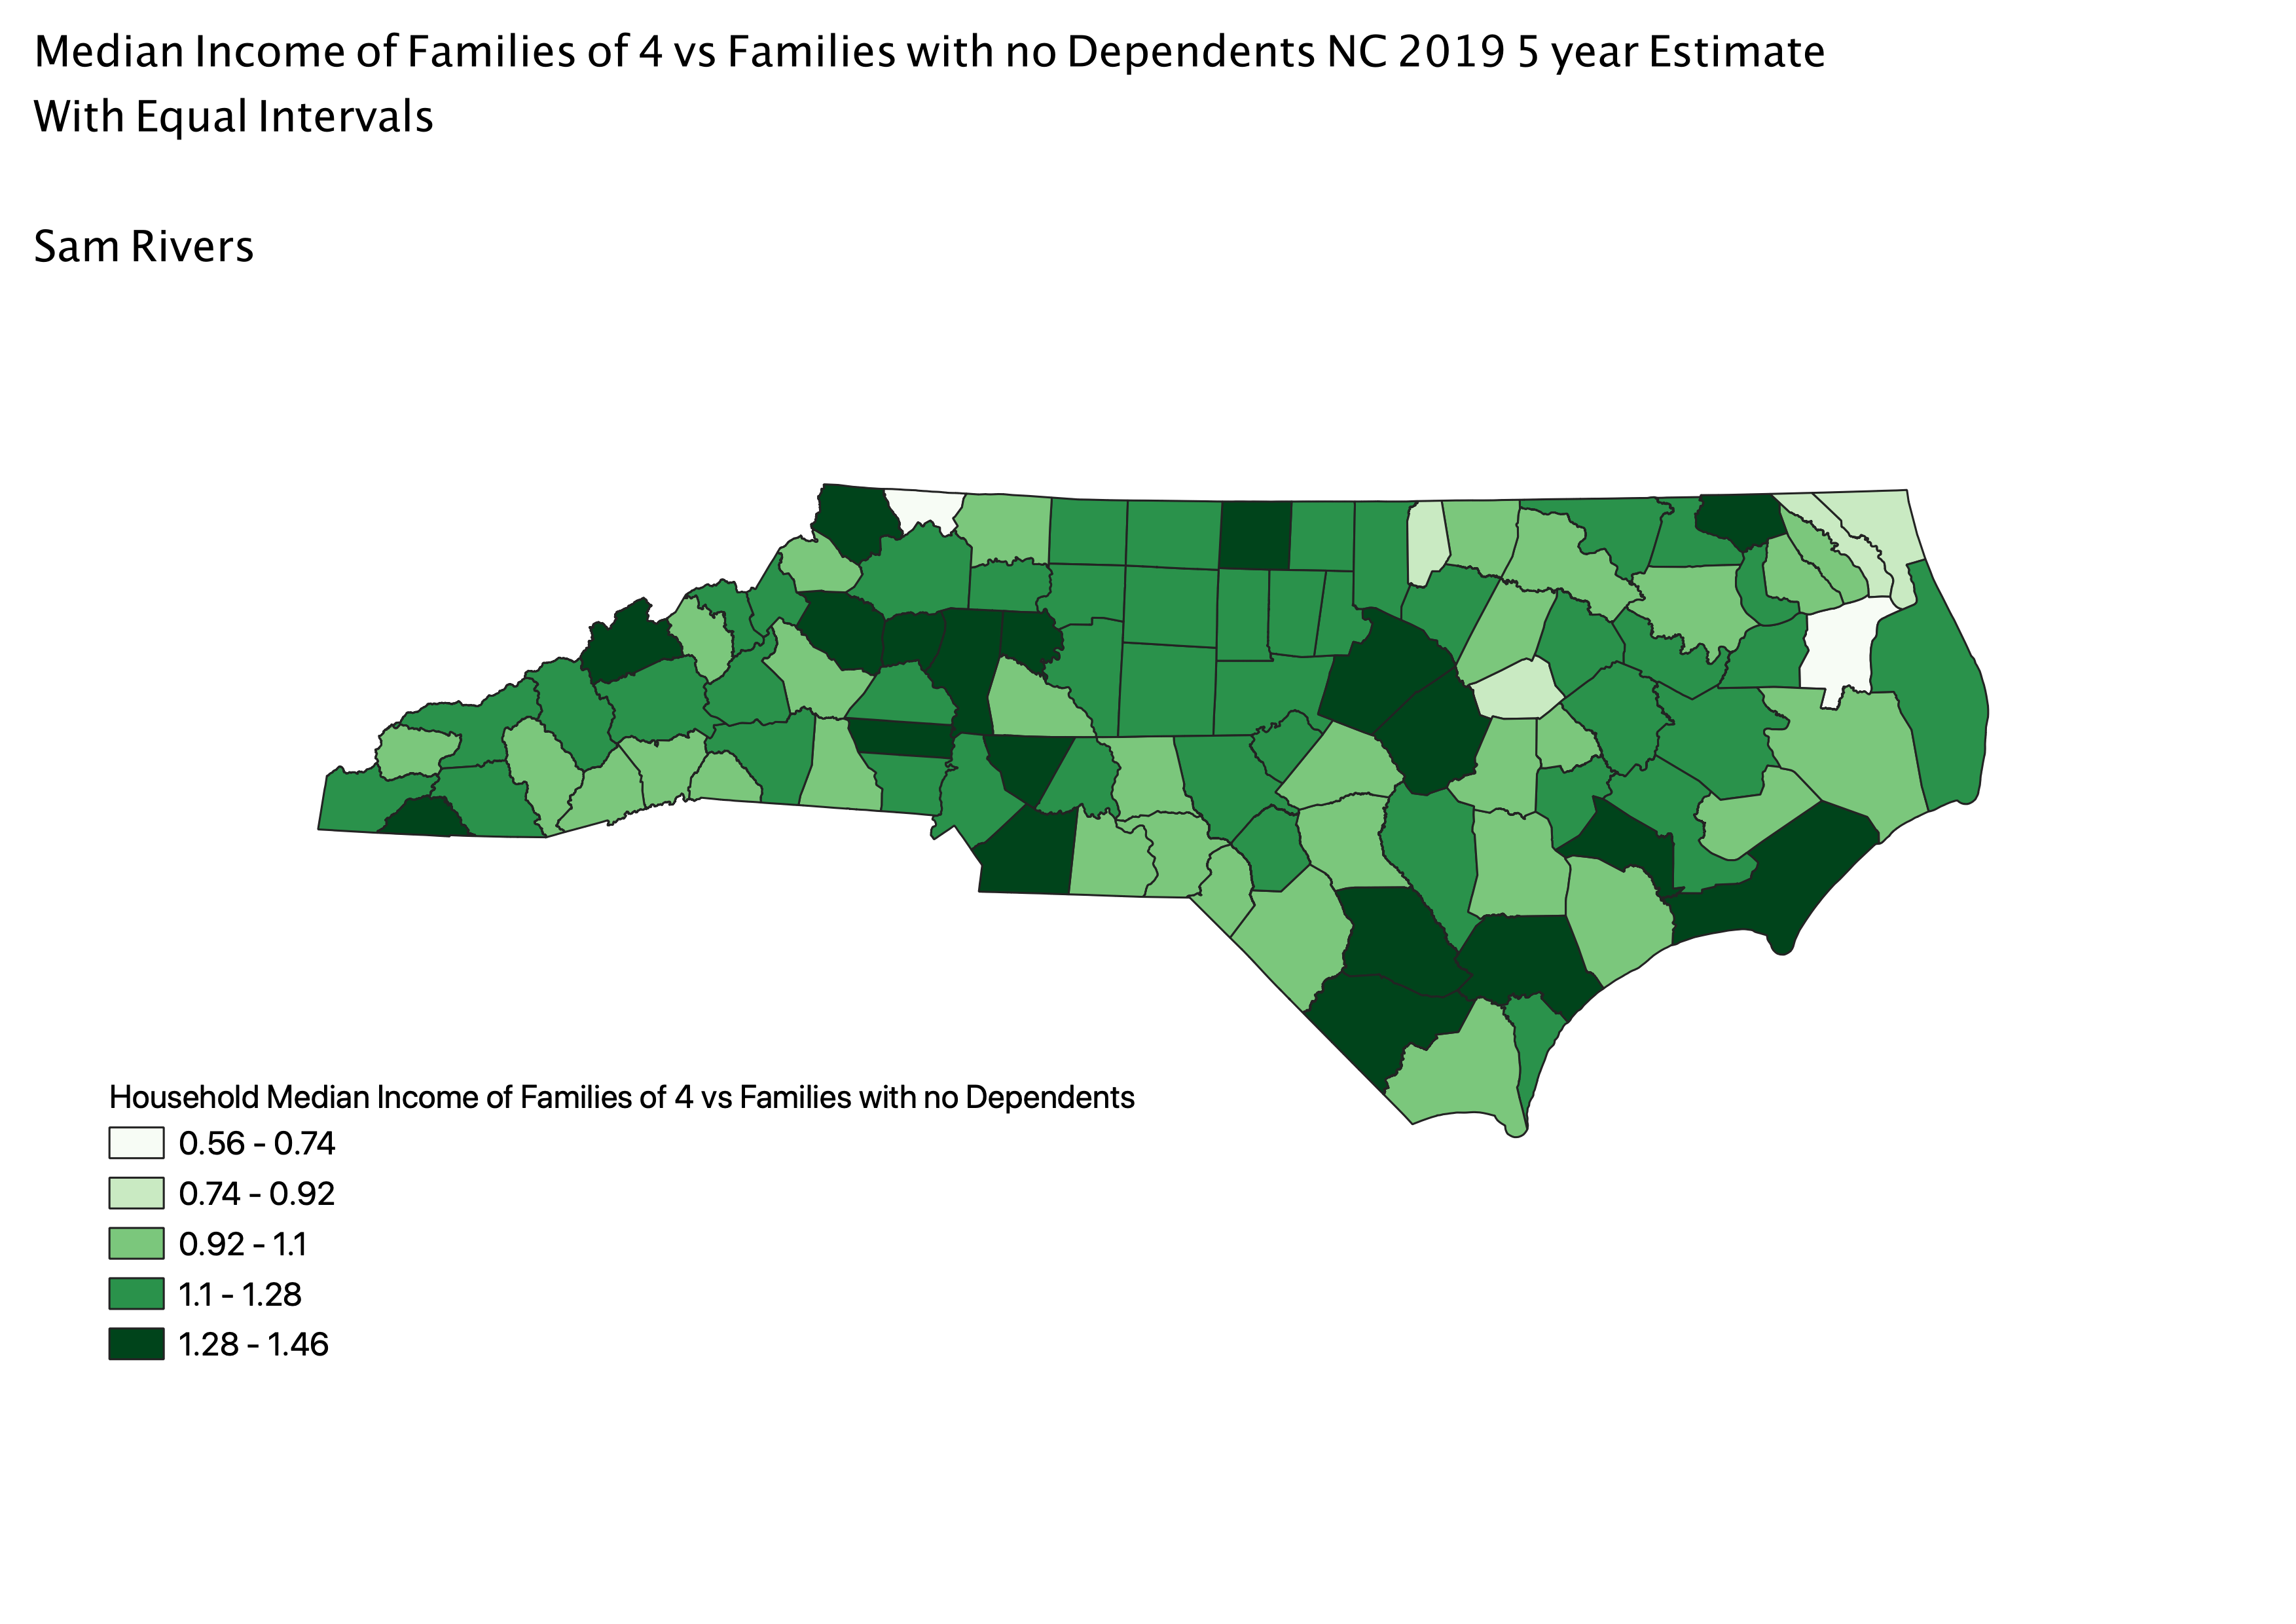 Median Income of Families of 4 vs Families with no Dependents NC 2019 5 year Estimate
With Equal Intervals
Sam Rivers
Household Median Income of Families of 4 vs Families with no Dependents
0.56 - 0.74
0.74 - 0.92
0.92 - 1.1
1.1 - 1.28
1.28 - 1.46